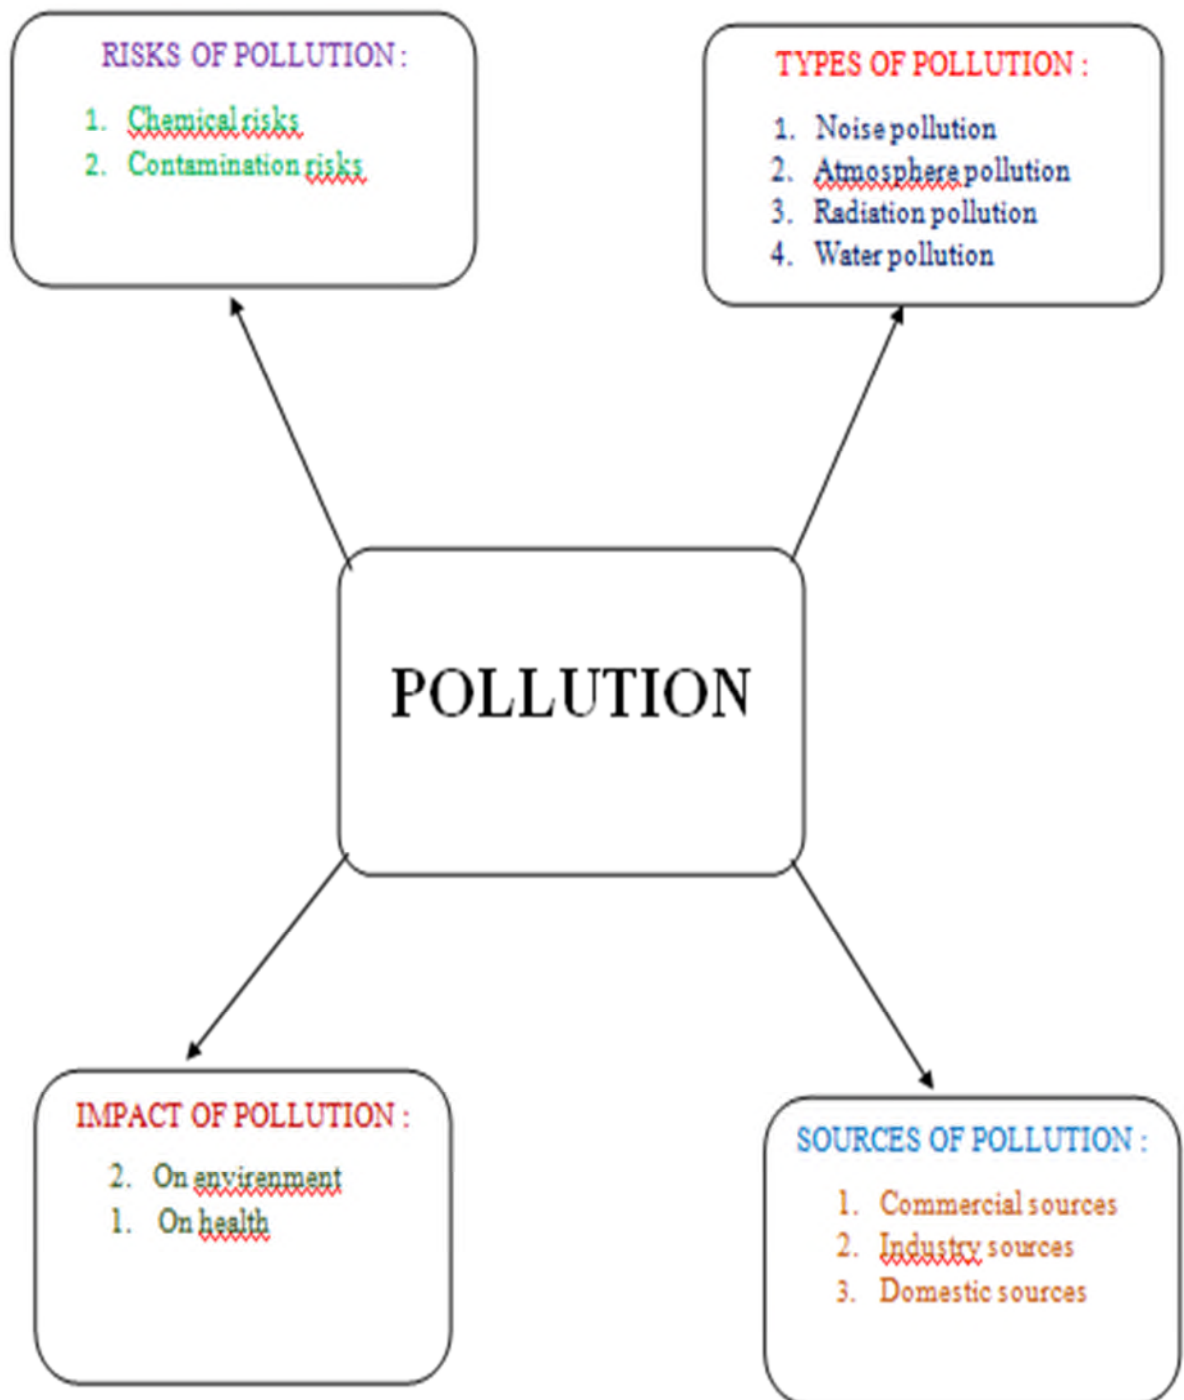 RISKS OF POLLUTION :
1. Chemical risks
2. Contamination risks
TYPES OF POLLUTION :
1. Noise pollution
2. Atmosphere pollution
3. Radiation pollution
4. Water pollution
POLLUTION
IMPACT OF POLLUTION :
2. On envirenment
1. On health
SOURCES OF POLLUTION :
1. Commercial sources
2. Industry sources
3. Domestic sources